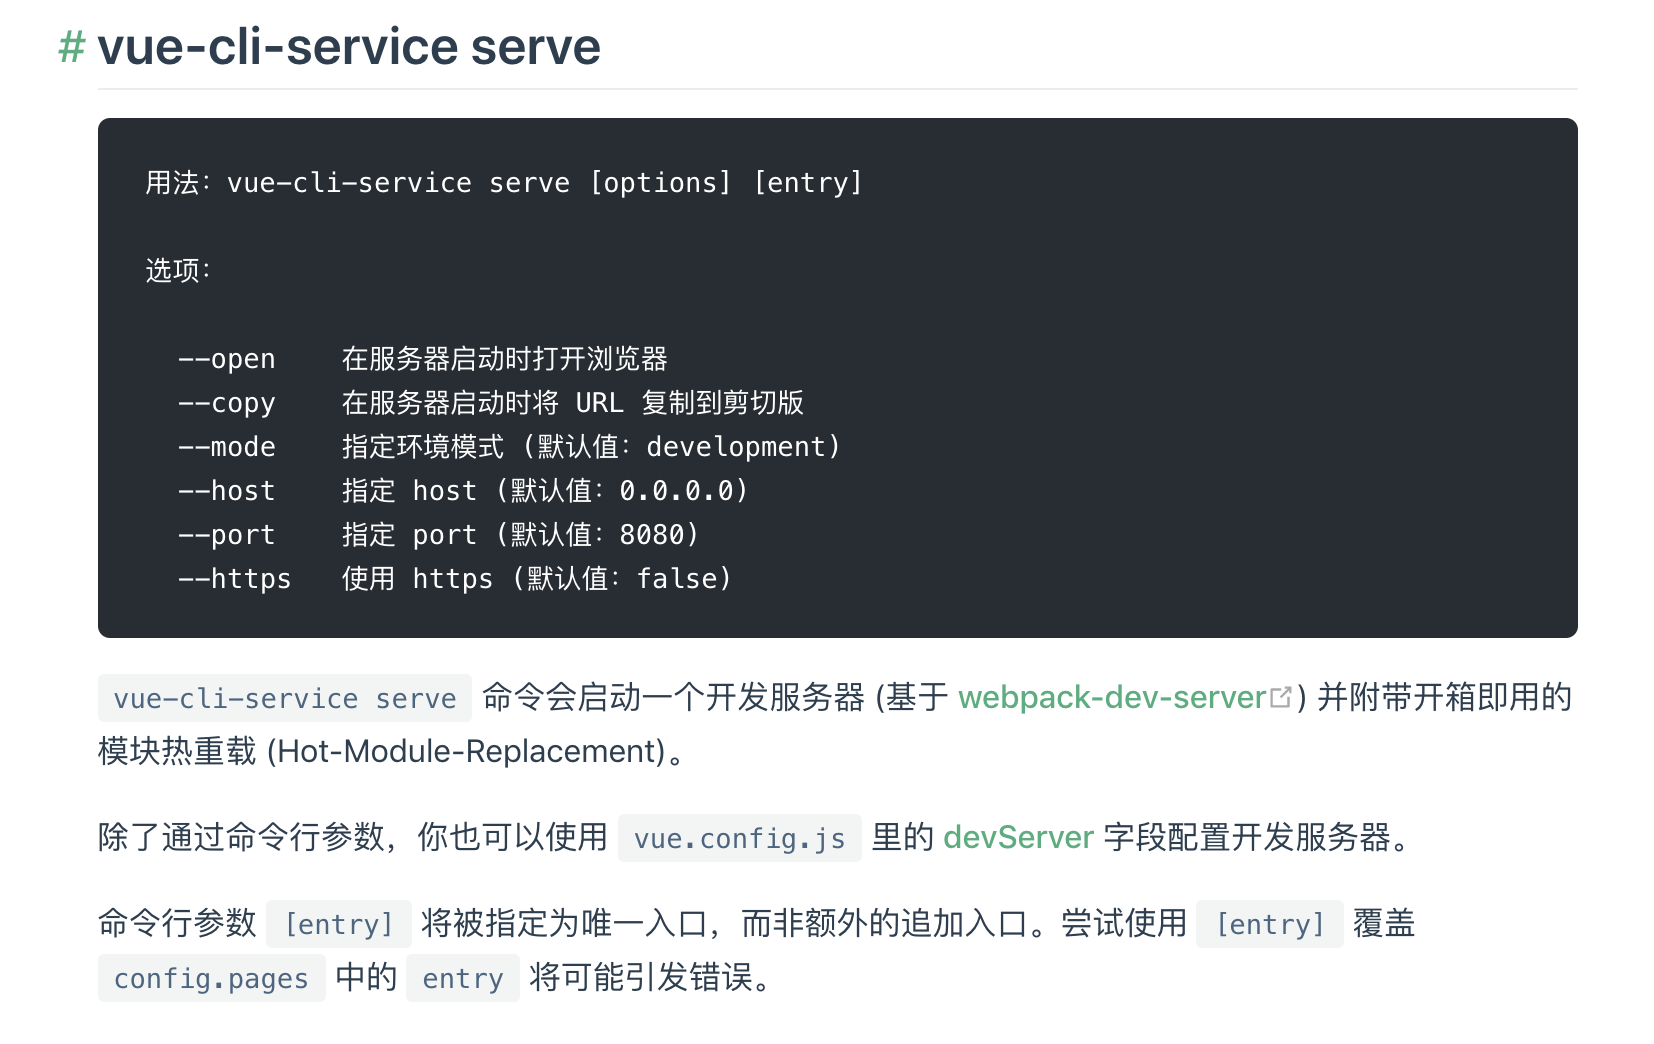 # vue-cli-service serve
用法：vue-cli-service serve [options] [entry]
选项：
--open    在服务器启动时打开浏览器
--copy    在服务器启动时将 URL 复制到剪切版
--mode    指定环境模式 (默认值：development)
--host    指定 host (默认值：0.0.0.0)
--port    指定 port (默认值：8080)
--https   使用 https (默认值：false)
vue-cli-service serve 命令会启动一个开发服务器 (基于 webpack-dev-server) 并附带开箱即用的
模块热重载 (Hot-Module-Replacement)。
除了通过命令行参数，你也可以使用 vue.config.js 里的 devServer 字段配置开发服务器。
命令行参数 [entry] 将被指定为唯一入口，而非额外的追加入口。尝试使用 [entry] 覆盖
config.pages 中的 entry 将可能引发错误。